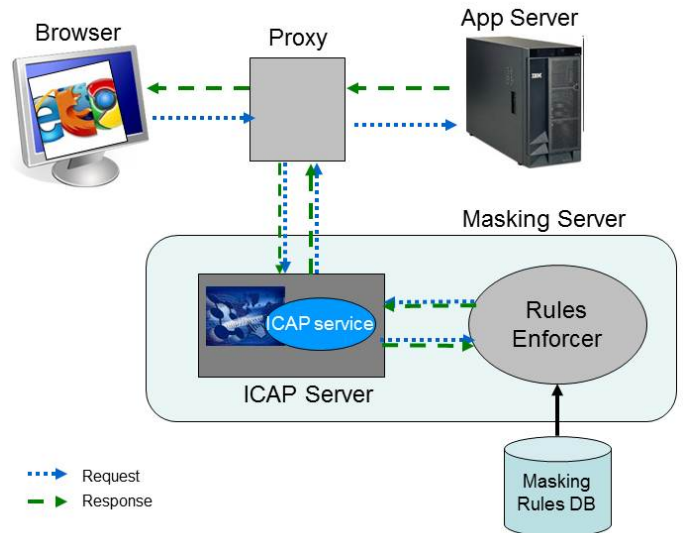 App Server
Browser
Proxy
Masking Server
ICAP service
Rules
Enforcer
ICAP Server
Request
Response
Masking
Rules DB